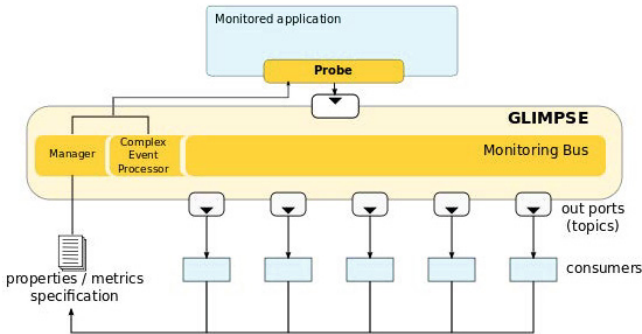 Monitored application
Probe
GLIMPSE
Manager
Complex
Event
Processor
Monitoring Bus
out ports
(topics)
consumers
properties / metrics
specification